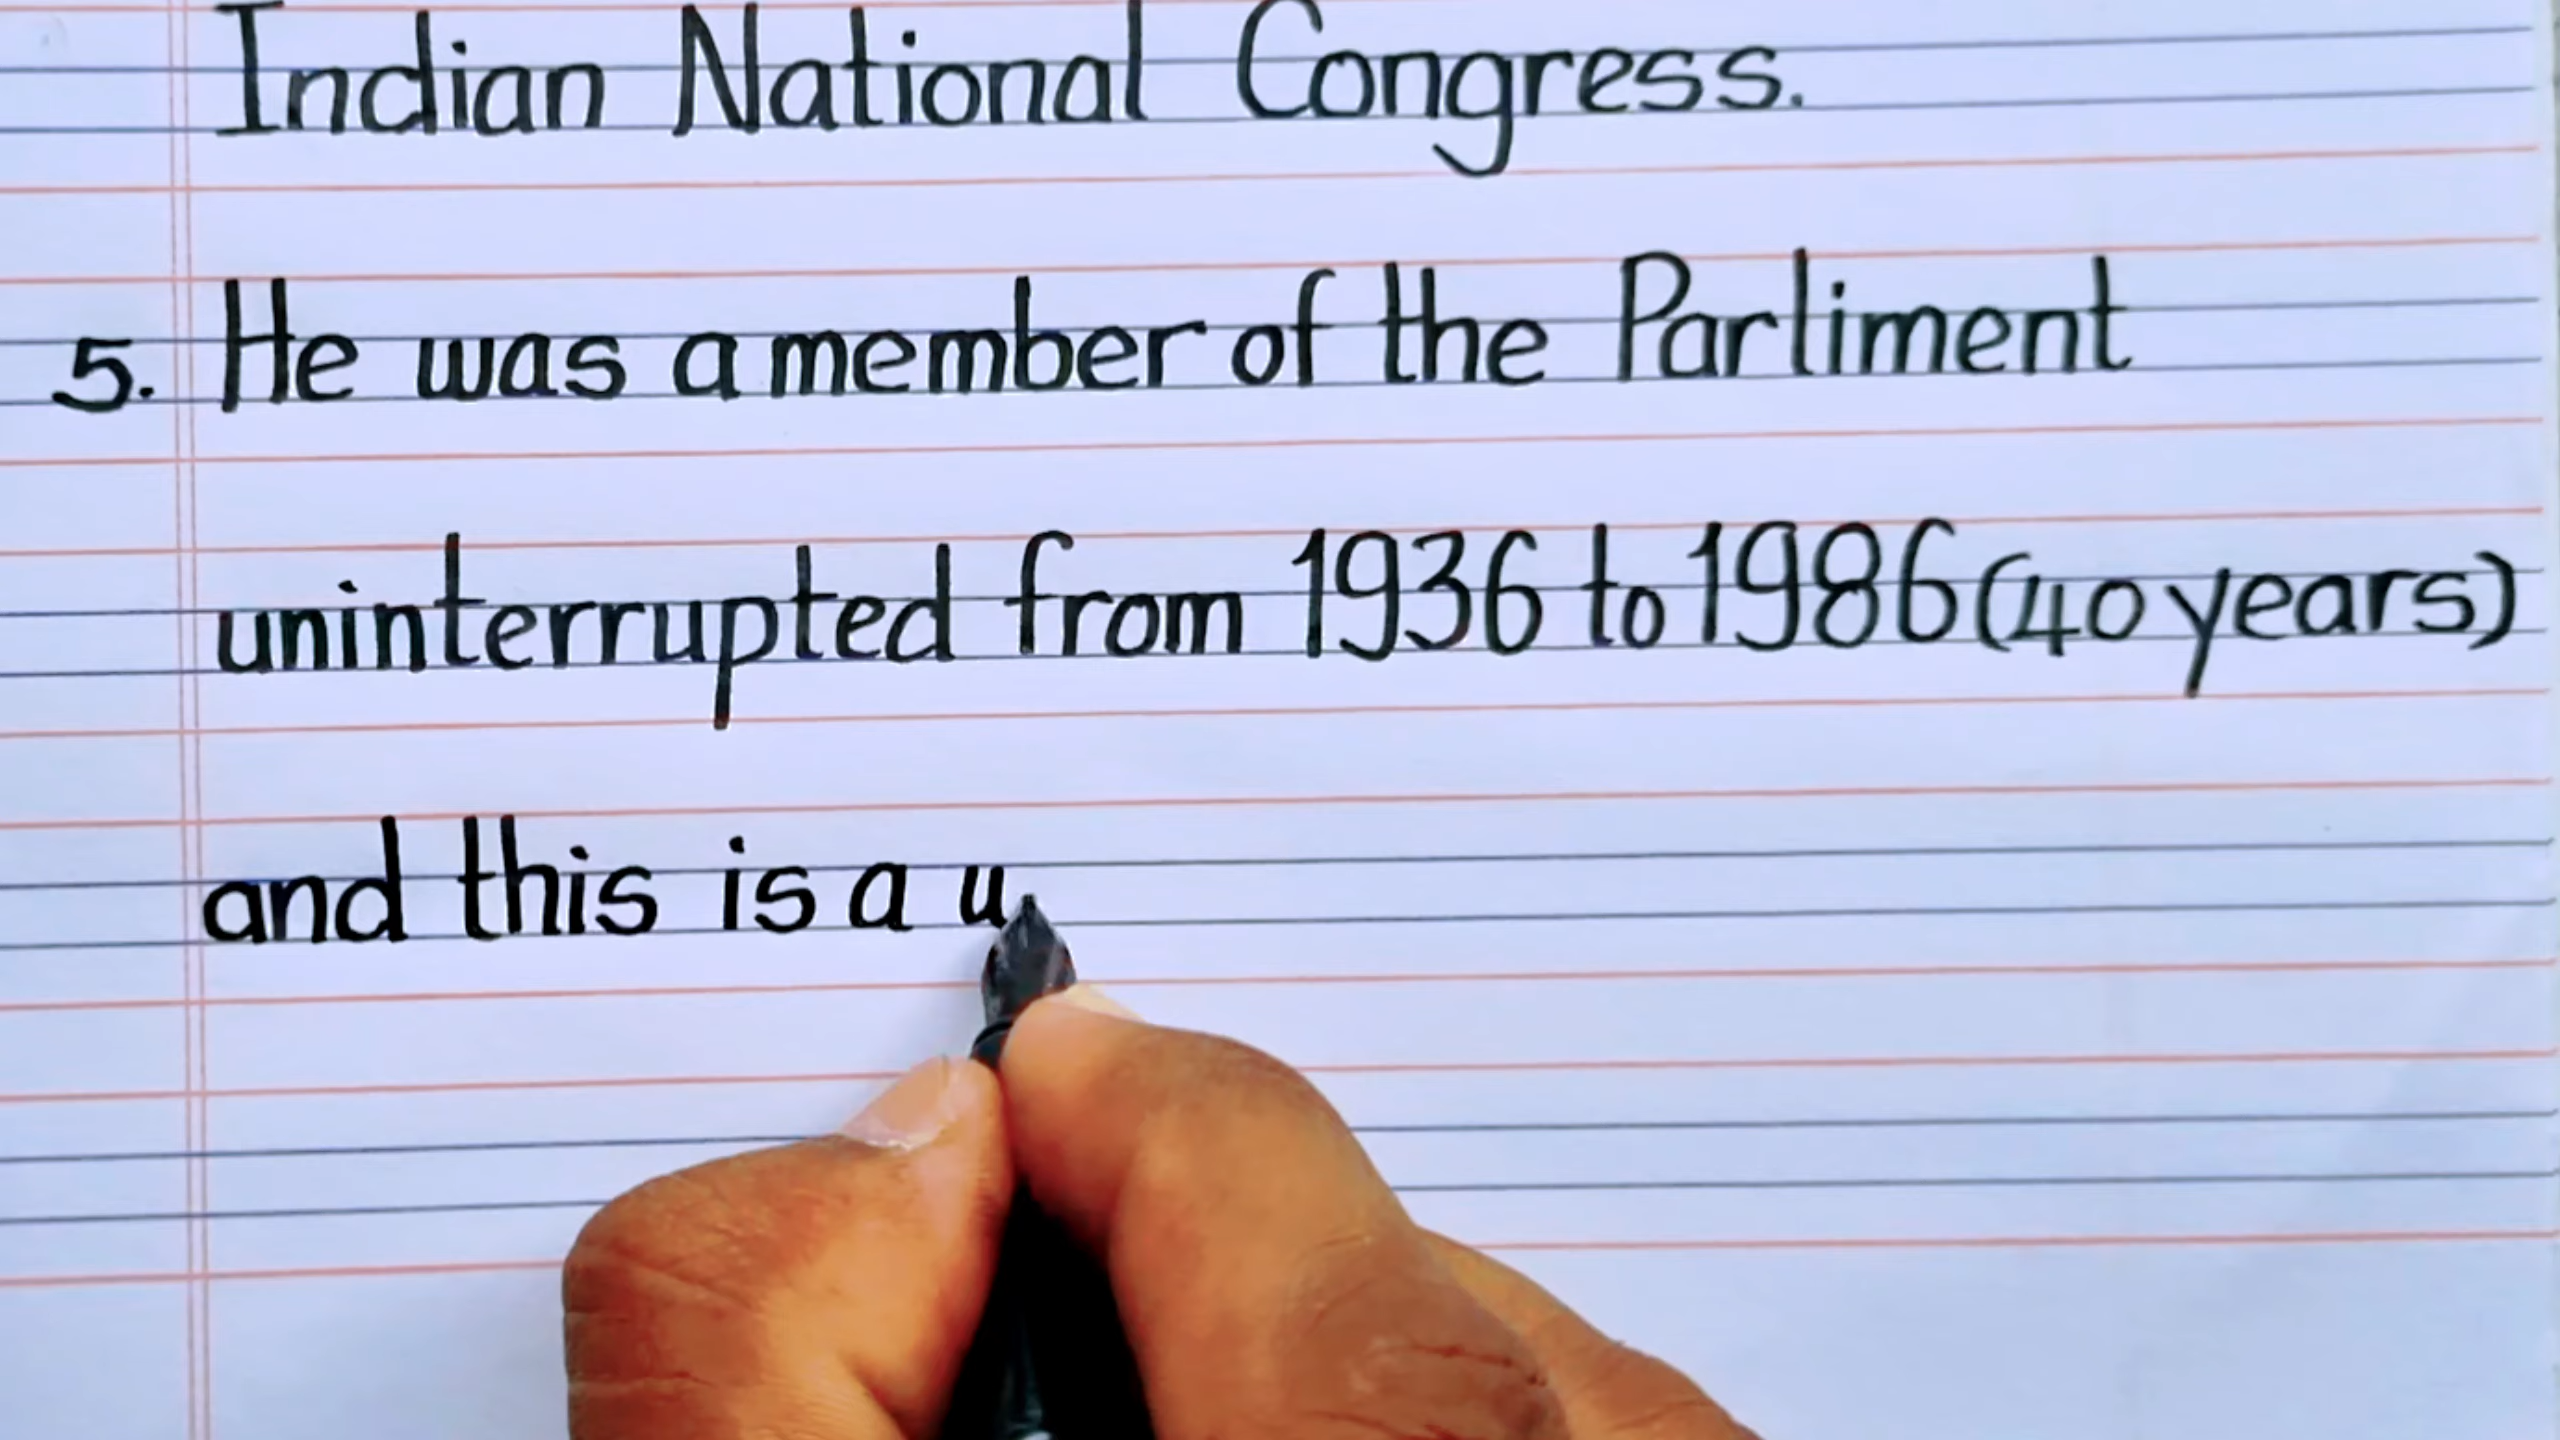 Indian National Congress.
5. He was a member of the Parliment
uninterrupted from 1936 to 1986 (40 years)
and this is a u